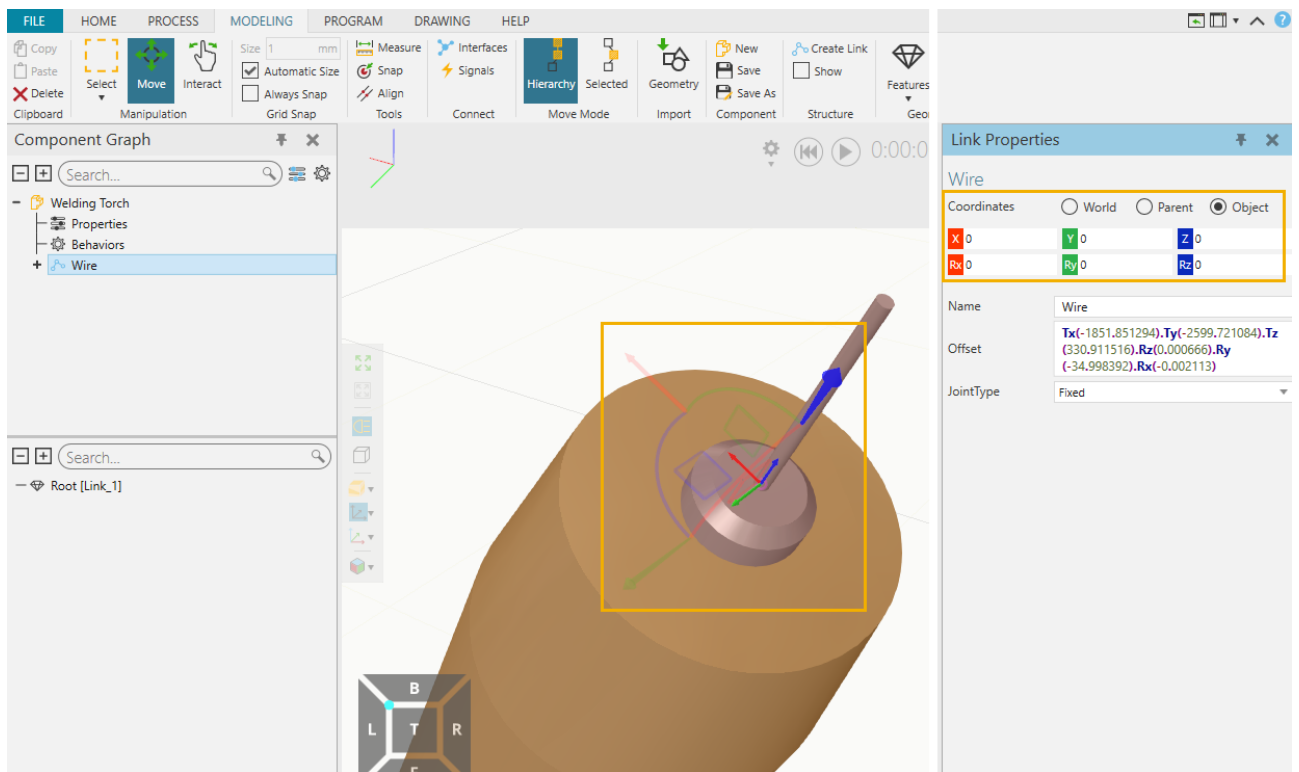 FILE HOME PROCESS MODELING PROGRAM DRAWING HELP
Copy Paste Delete
Clipboard
Select Move Interact
Manipulation
Size 1 mm
Automatic Size
Always Snap
Grid Snap
Measure
Snap
Align
Tools
Interfaces
Signals
Connect
Hierarchy Selected
Move Mode
Geometry
Import
New
Save
Save As
Component
Create Link
Show
Structure
Features
Geo
Component Graph
Search...
Welding Torch
Properties
Behaviors
Wire
Search...
Root [Link_1]
0:00:0
B
L T R
Link Properties
Wire
Coordinates World Parent Object
X 0 Y 0 Z 0
Rx 0 Ry 0 Rz 0
Name Wire
Offset Tx(-1851.851294).Ty(-2599.721084).Tz
(330.911516).Rz(0.000666).Ry
(-34.998392).Rx(-0.002113)
JointType Fixed